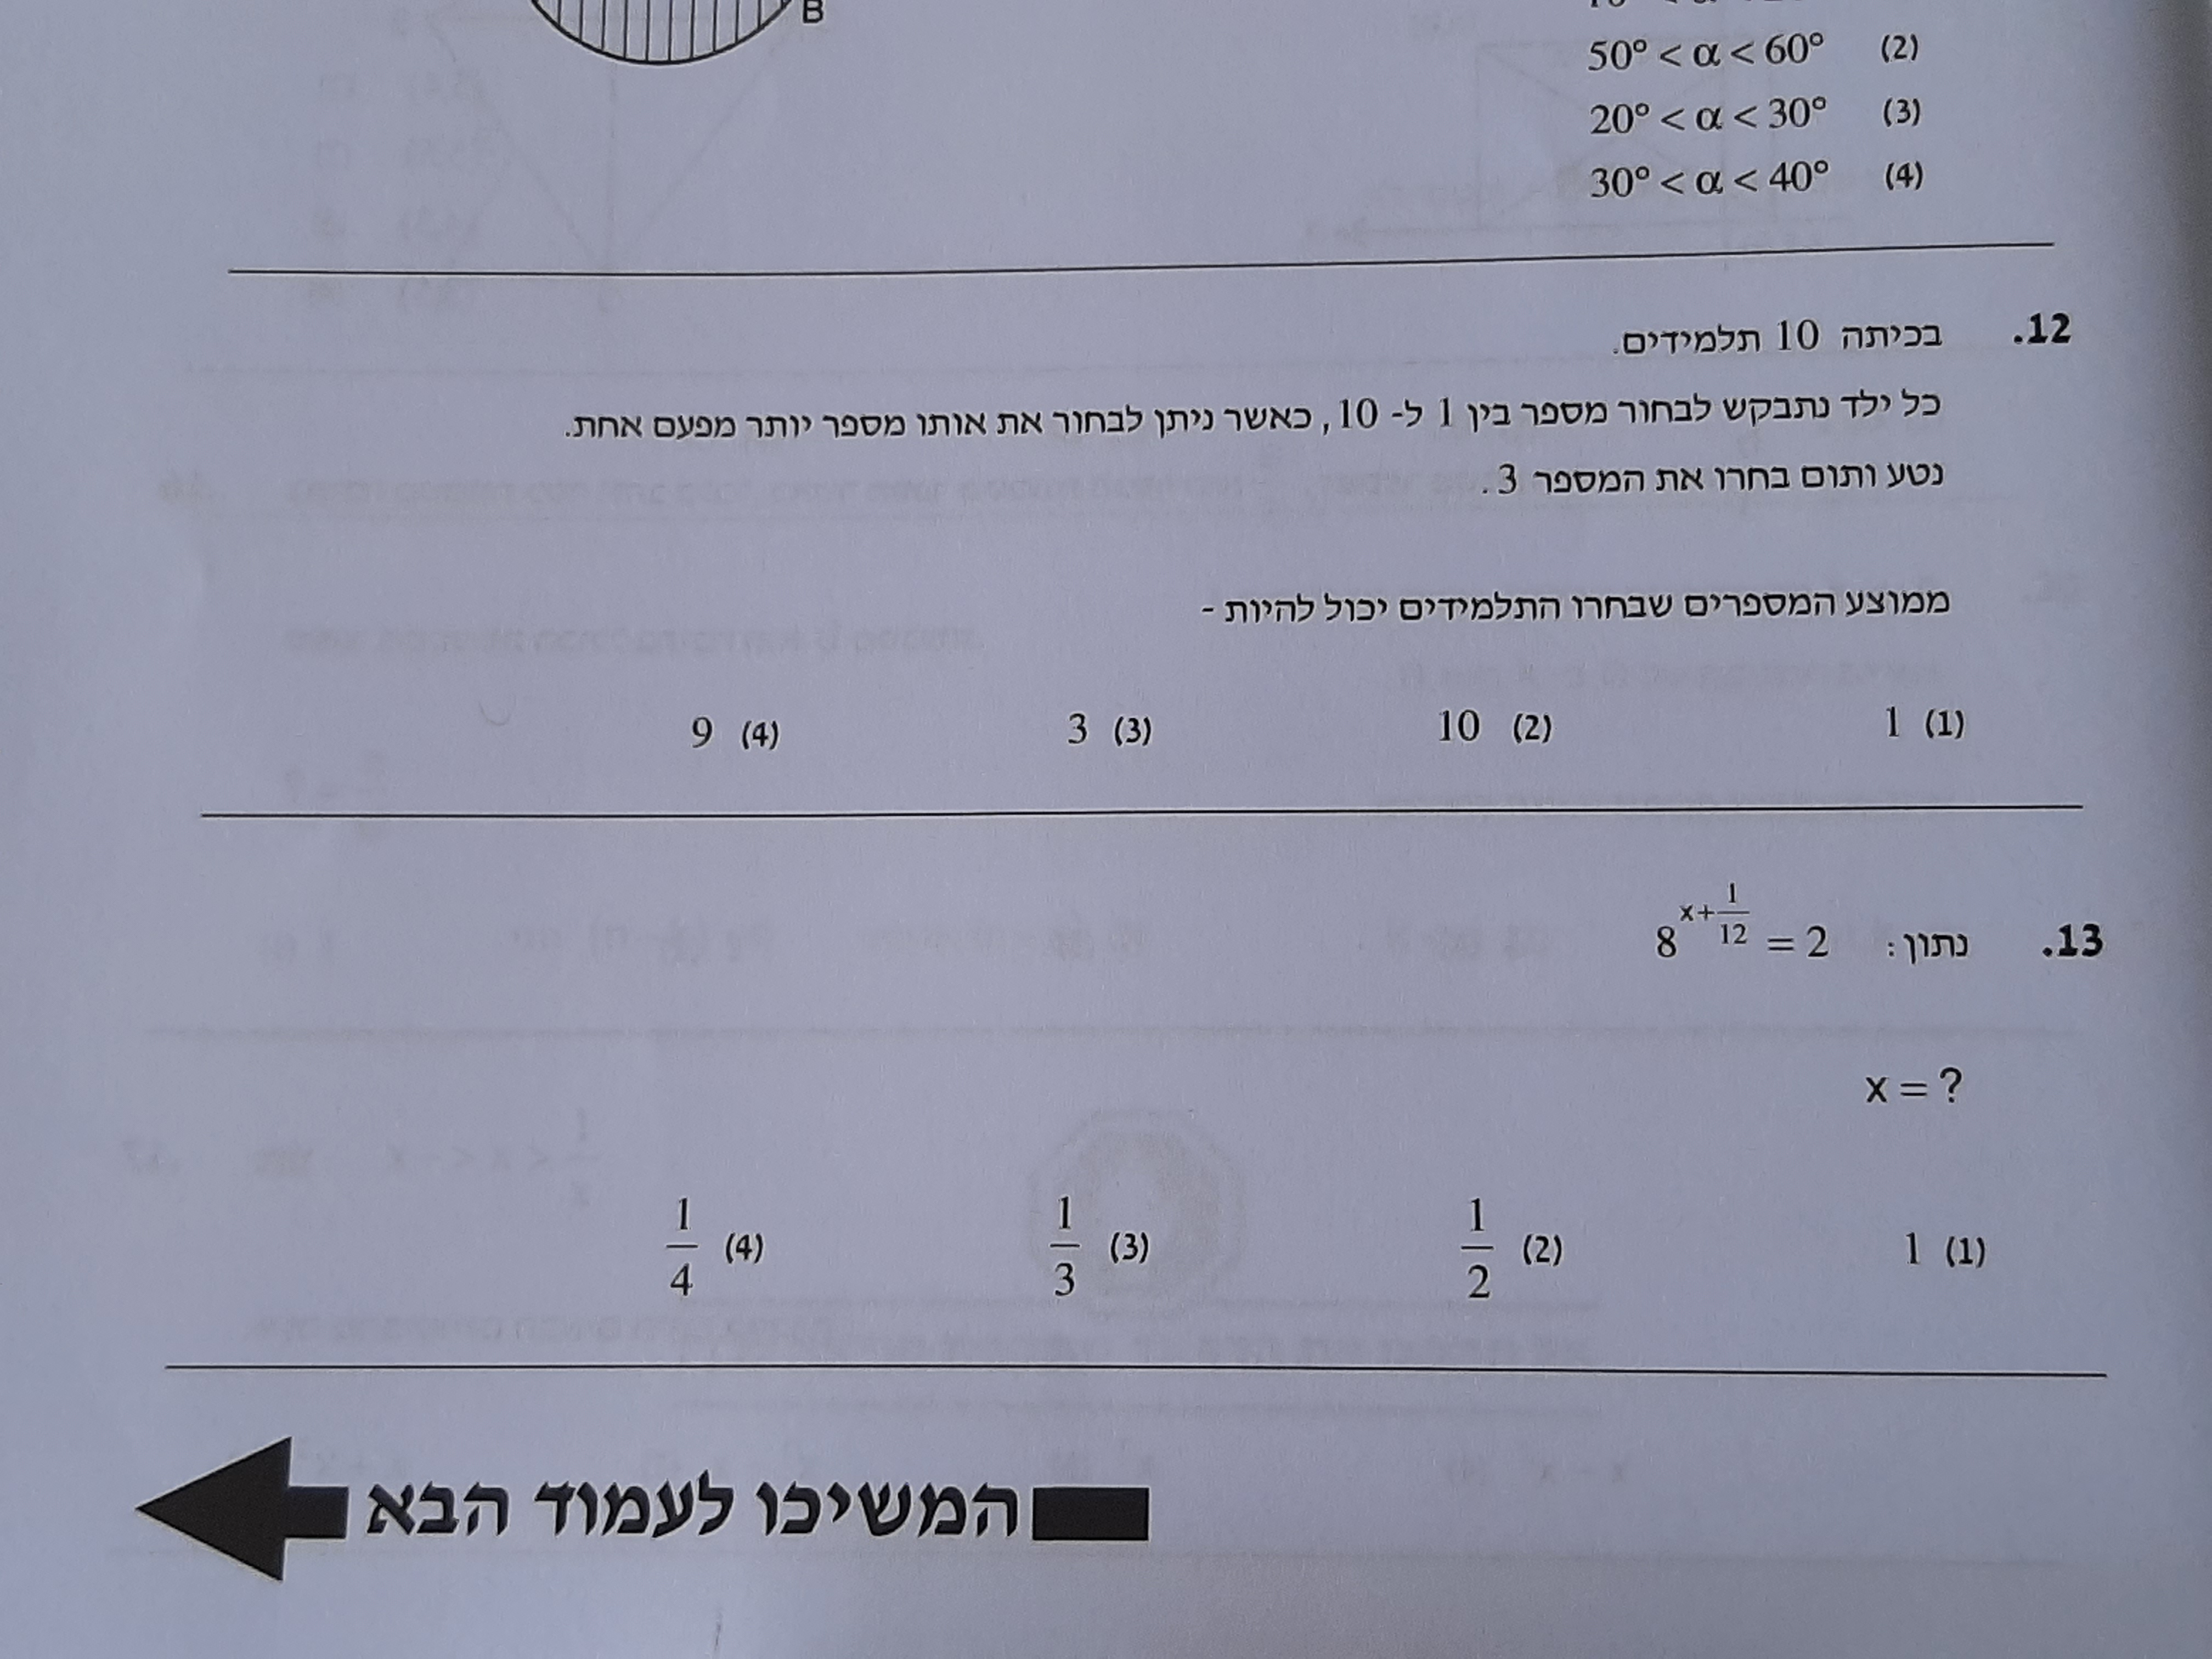 B
(2) 50° < α < 60°
(3) 20° < α < 30°
(4) 30° < α < 40°
12. בכיתה 10 תלמידים.
כל ילד נתבקש לבחור מספר בין 1 ל- 10, כאשר ניתן לבחור את אותו מספר יותר מפעם אחת.
נטע ותום בחרו את המספר 3.
ממוצע המספרים שבחרו התלמידים יכול להיות -
(1) 1 (2) 10 (3) 3 (4) 9
13. נתון: 8^{x+\frac{1}{12}} = 2
x = ?
(1) 1 (2) \frac{1}{2} (3) \frac{1}{3} (4) \frac{1}{4}
המשיכו לעמוד הבא